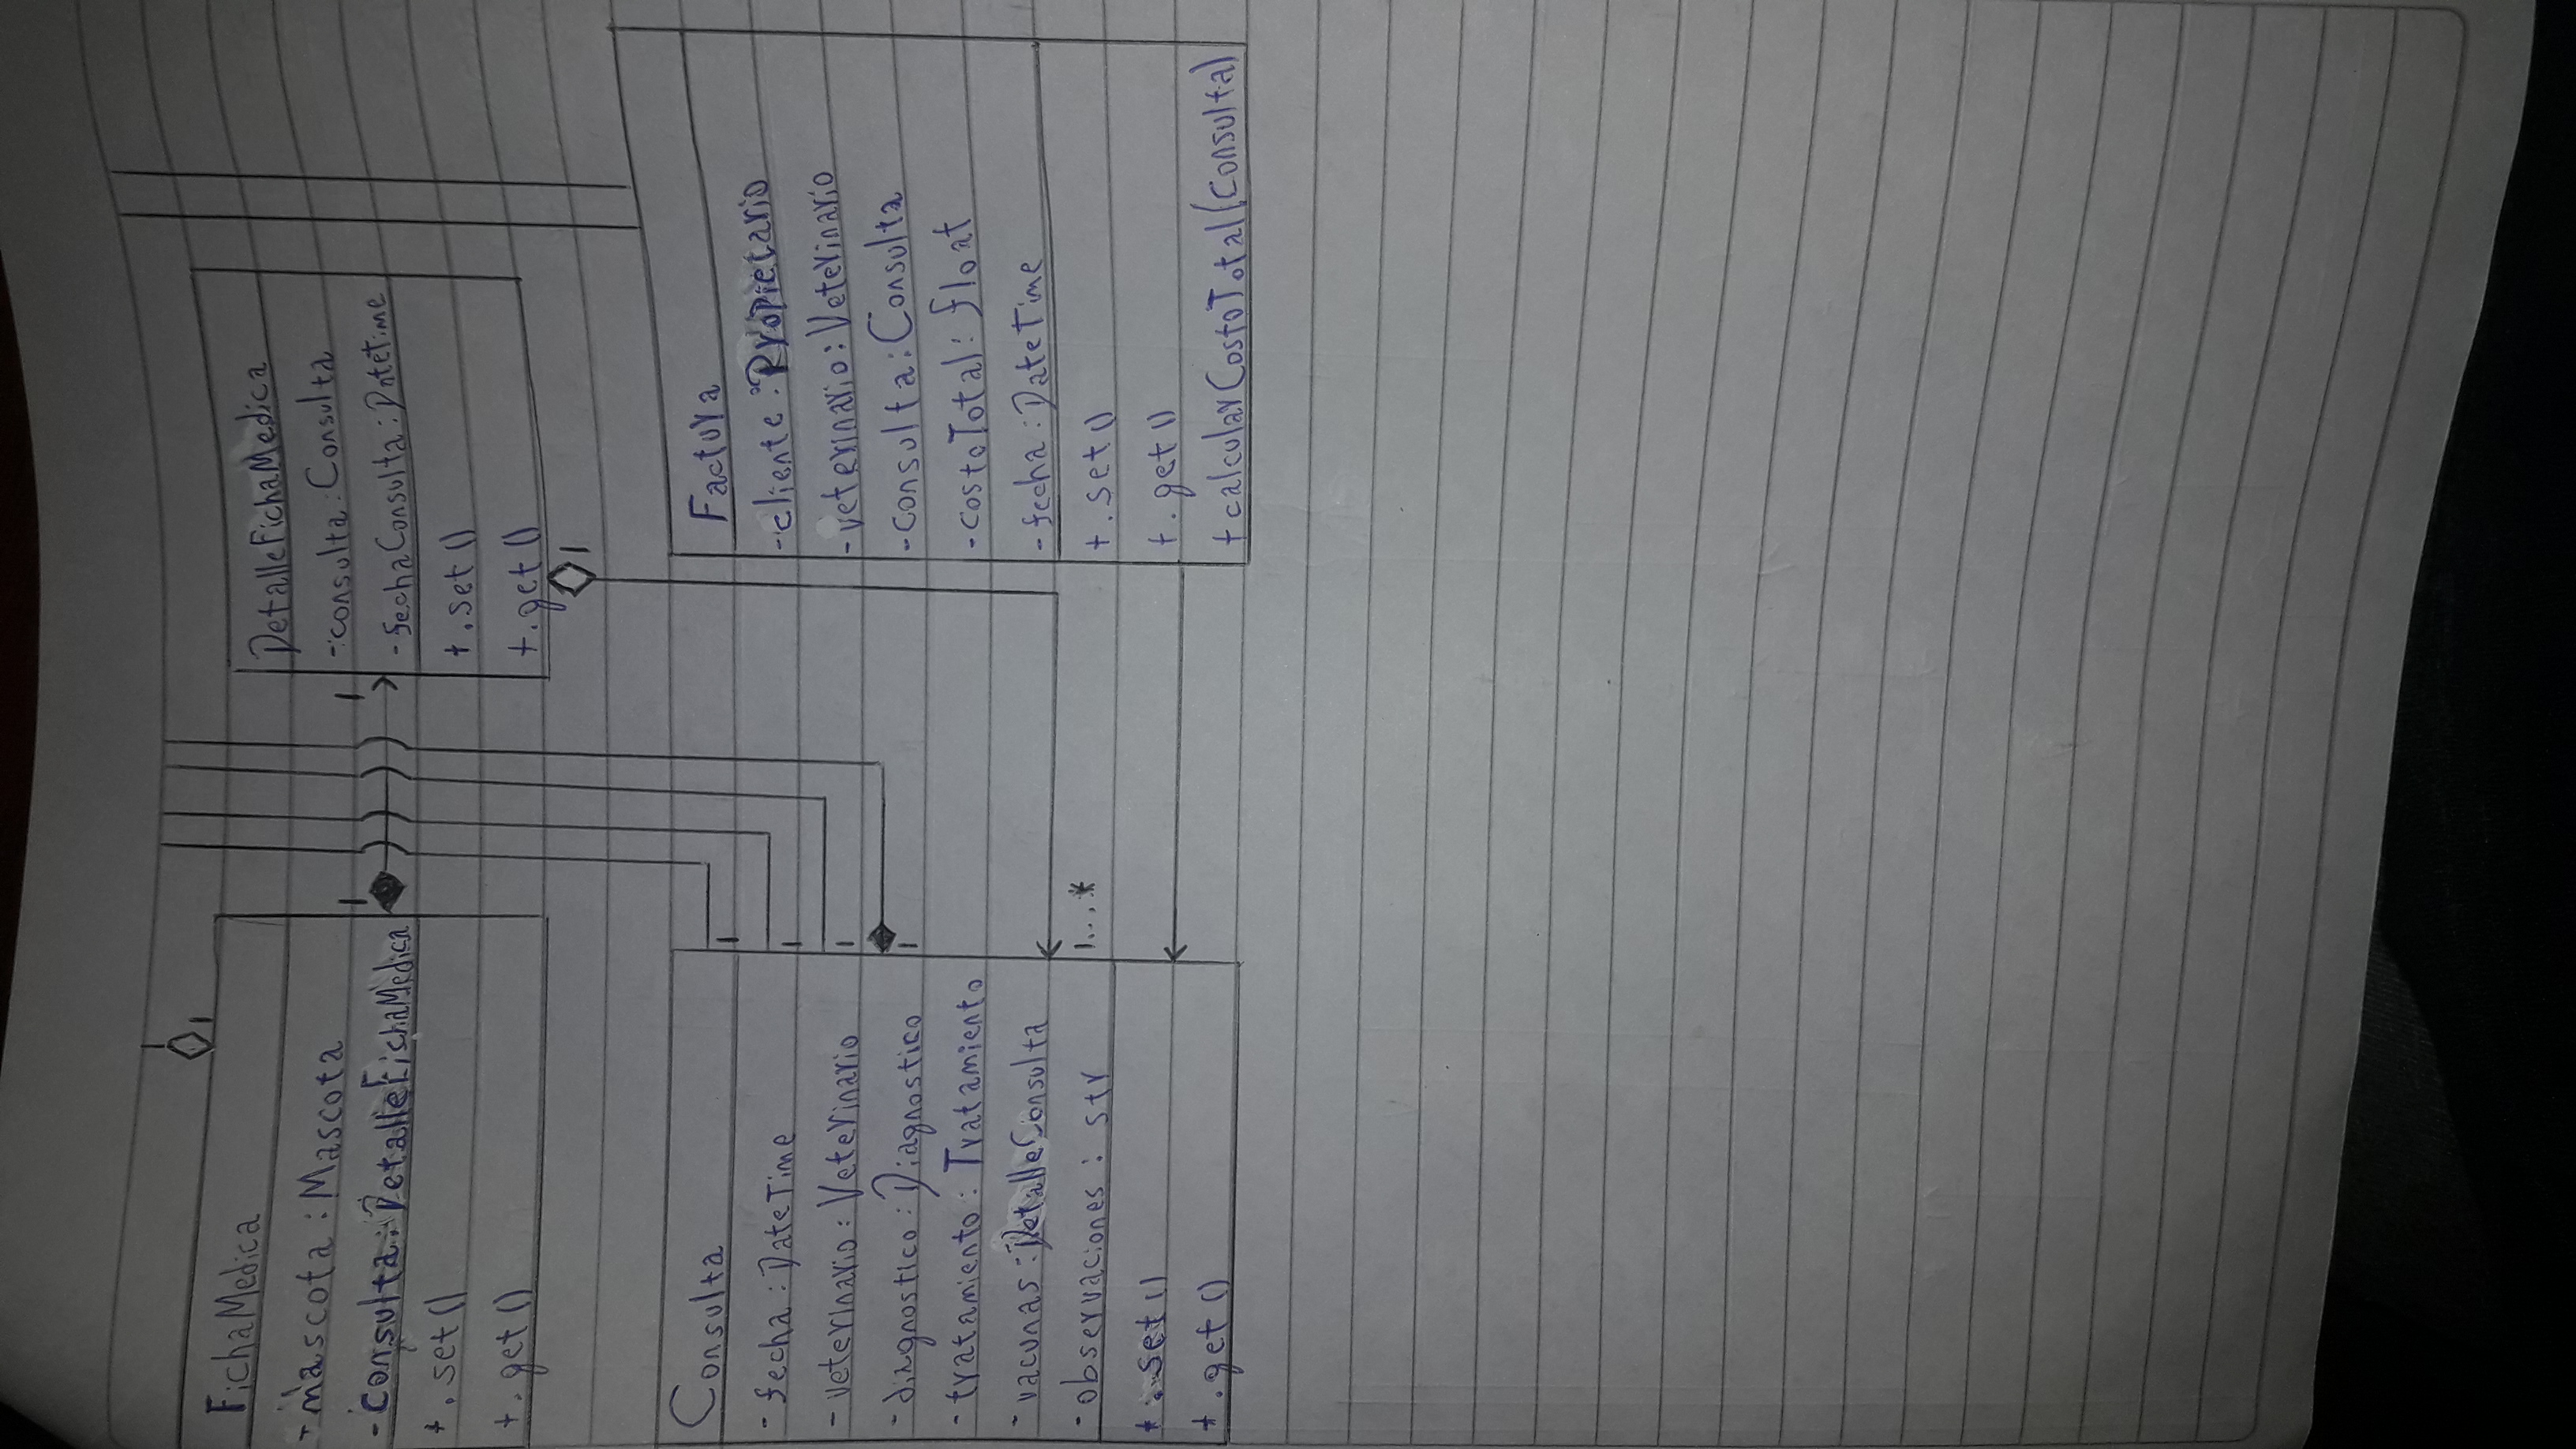 1
FichaMedica
- mascota : Mascota
- consulta : DetalleFichaMedica
+ .set()
+ .get()
1
1
DetalleFichaMedica
- consulta : Consulta
- fechaConsulta : DateTime
+ .set()
+ .get()
1
Consulta
- fecha : DateTime
- veterinario : Veterinario
- diagnostico : Diagnostico
- tratamiento : Tratamiento
- vacunas : DetalleConsulta
- observaciones : str
+ .set()
+ .get()
1
1
1
1
1...*
Factura
- cliente : Propietario
- veterinario : Veterinario
- consulta : Consulta
- costoTotal : float
- fecha : DateTime
+ .set()
+ .get()
+ calcularCostoTotal(Consulta)